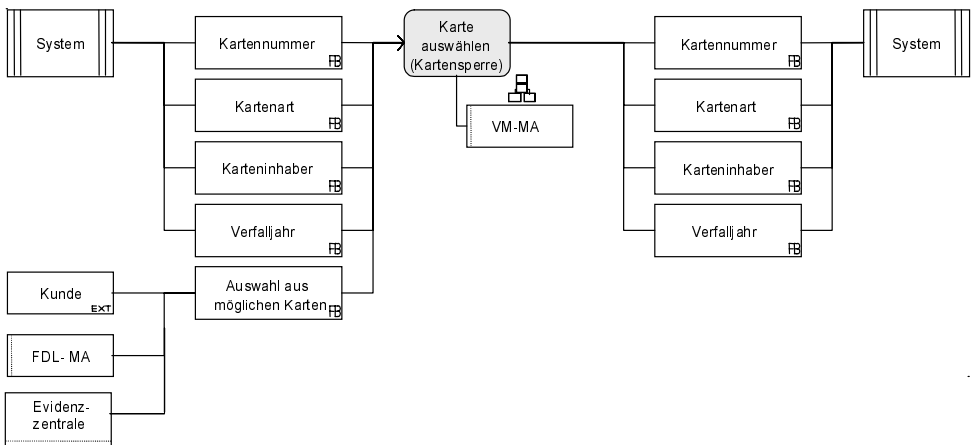 System
Kartennummer
FB
Kartenart
FB
Karteninhaber
FB
Verfalljahr
FB
Auswahl aus
möglichen Karten
FB
Kunde
EXT
FDL- MA
Evidenz-
zentrale
Karte
auswählen
(Kartensperre)
VM-MA
Kartennummer
FB
Kartenart
FB
Karteninhaber
FB
Verfalljahr
FB
System